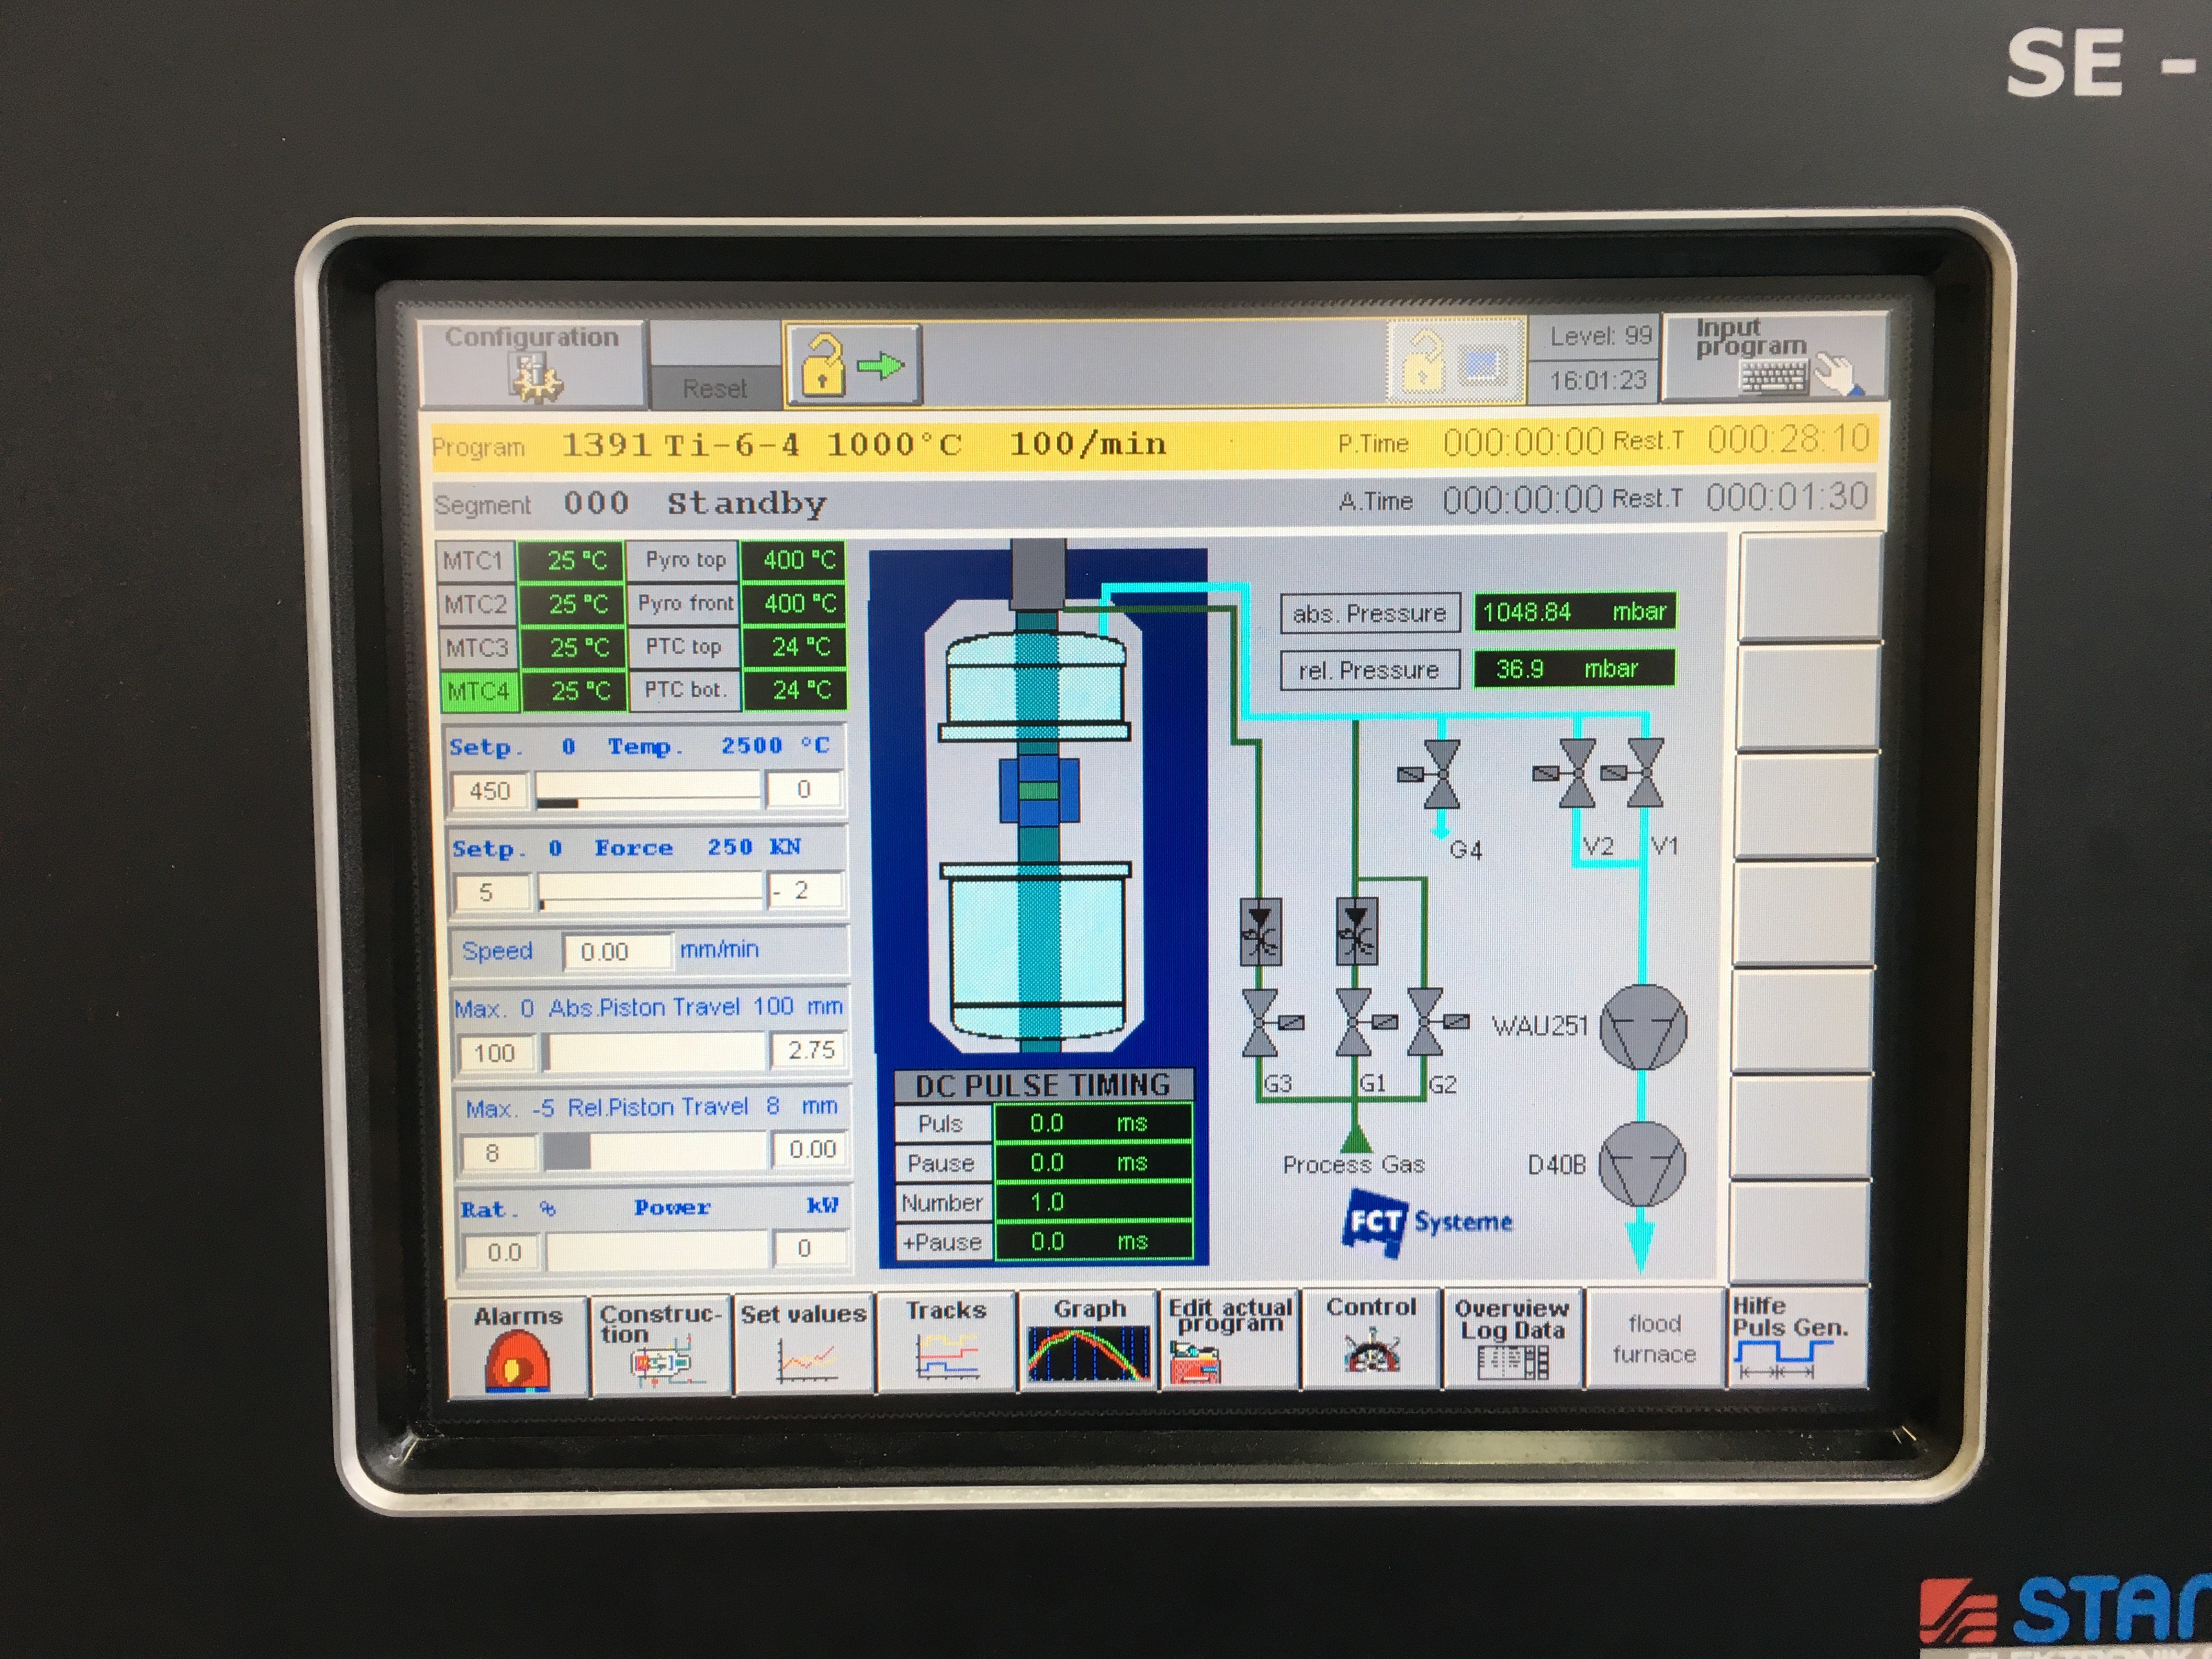 SE -
Configuration
Reset
Level: 99
16:01:23
Input
program
Program 1391 Ti-6-4 1000°C 100/min P.Time 000:00:00 Rest.T 000:28:10
Segment 000 Standby A.Time 000:00:00 Rest.T 000:01:30
MTC1 25 °C Pyro top 400 °C
MTC2 25 °C Pyro front 400 °C
MTC3 25 °C PTC top 24 °C
MTC4 25 °C PTC bot. 24 °C
Setp. 0 Temp. 2500 °C
450 0
Setp. 0 Force 250 KN
5 - 2
Speed 0.00 mm/min
Max. 0 Abs.Piston Travel 100 mm
100 2.75
Max. -5 Rel.Piston Travel 8 mm
8 0.00
Rat. % Power kW
0.0 0
DC PULSE TIMING
Puls 0.0 ms
Pause 0.0 ms
Number 1.0
+Pause 0.0 ms
abs. Pressure 1048.84 mbar
rel. Pressure 36.9 mbar
G4 V2 V1
WAU251
G3 G1 G2
Process Gas
D40B
FCT Systeme
Alarms
Construc-
tion
Set values
Tracks
Graph
Edit actual
program
Control
Overview
Log Data
flood
furnace
Hilfe
Puls Gen.